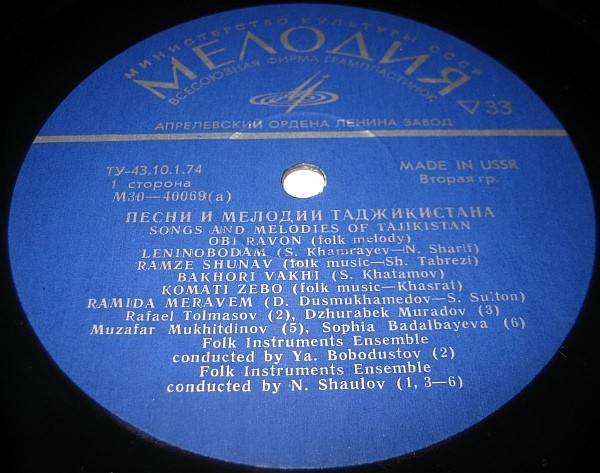 МИНИСТЕРСТВО КУЛЬТУРЫ СССР
МЕЛОДИЯ
ВСЕСОЮЗНАЯ ФИРМА ГРАМПЛАСТИНОК
33
АПРЕЛЕВСКИЙ ОРДЕНА ЛЕНИНА ЗАВОД
ТУ-43.10.1.74
MADE IN USSR
1 сторона
Вторая гр.
М30—40069(а)
ПЕСНИ И МЕЛОДИИ ТАДЖИКИСТАНА
SONGS AND MELODIES OF TAJIKISTAN
OBI RAVON (folk melody)
LENINOBODAM (S. Khamrayev—N. Sharif)
RAMZE SHUNAV (folk music—Sh. Tabrezi)
BAKHORI VAKHI (S. Khatamov)
KOMATI ZEBO (folk music—Khasrat)
RAMIDA MERAVEM (D. Dusmukhamedov—S. Sulton)
Rafael Tolmasov (2), Dzhurabek Muradov (3)
Muzafar Mukhitdinov (5), Sophia Badalbayeva (6)
Folk Instruments Ensemble
conducted by Ya. Bobodustov (2)
Folk Instruments Ensemble
conducted by N. Shaulov (1, 3—6)